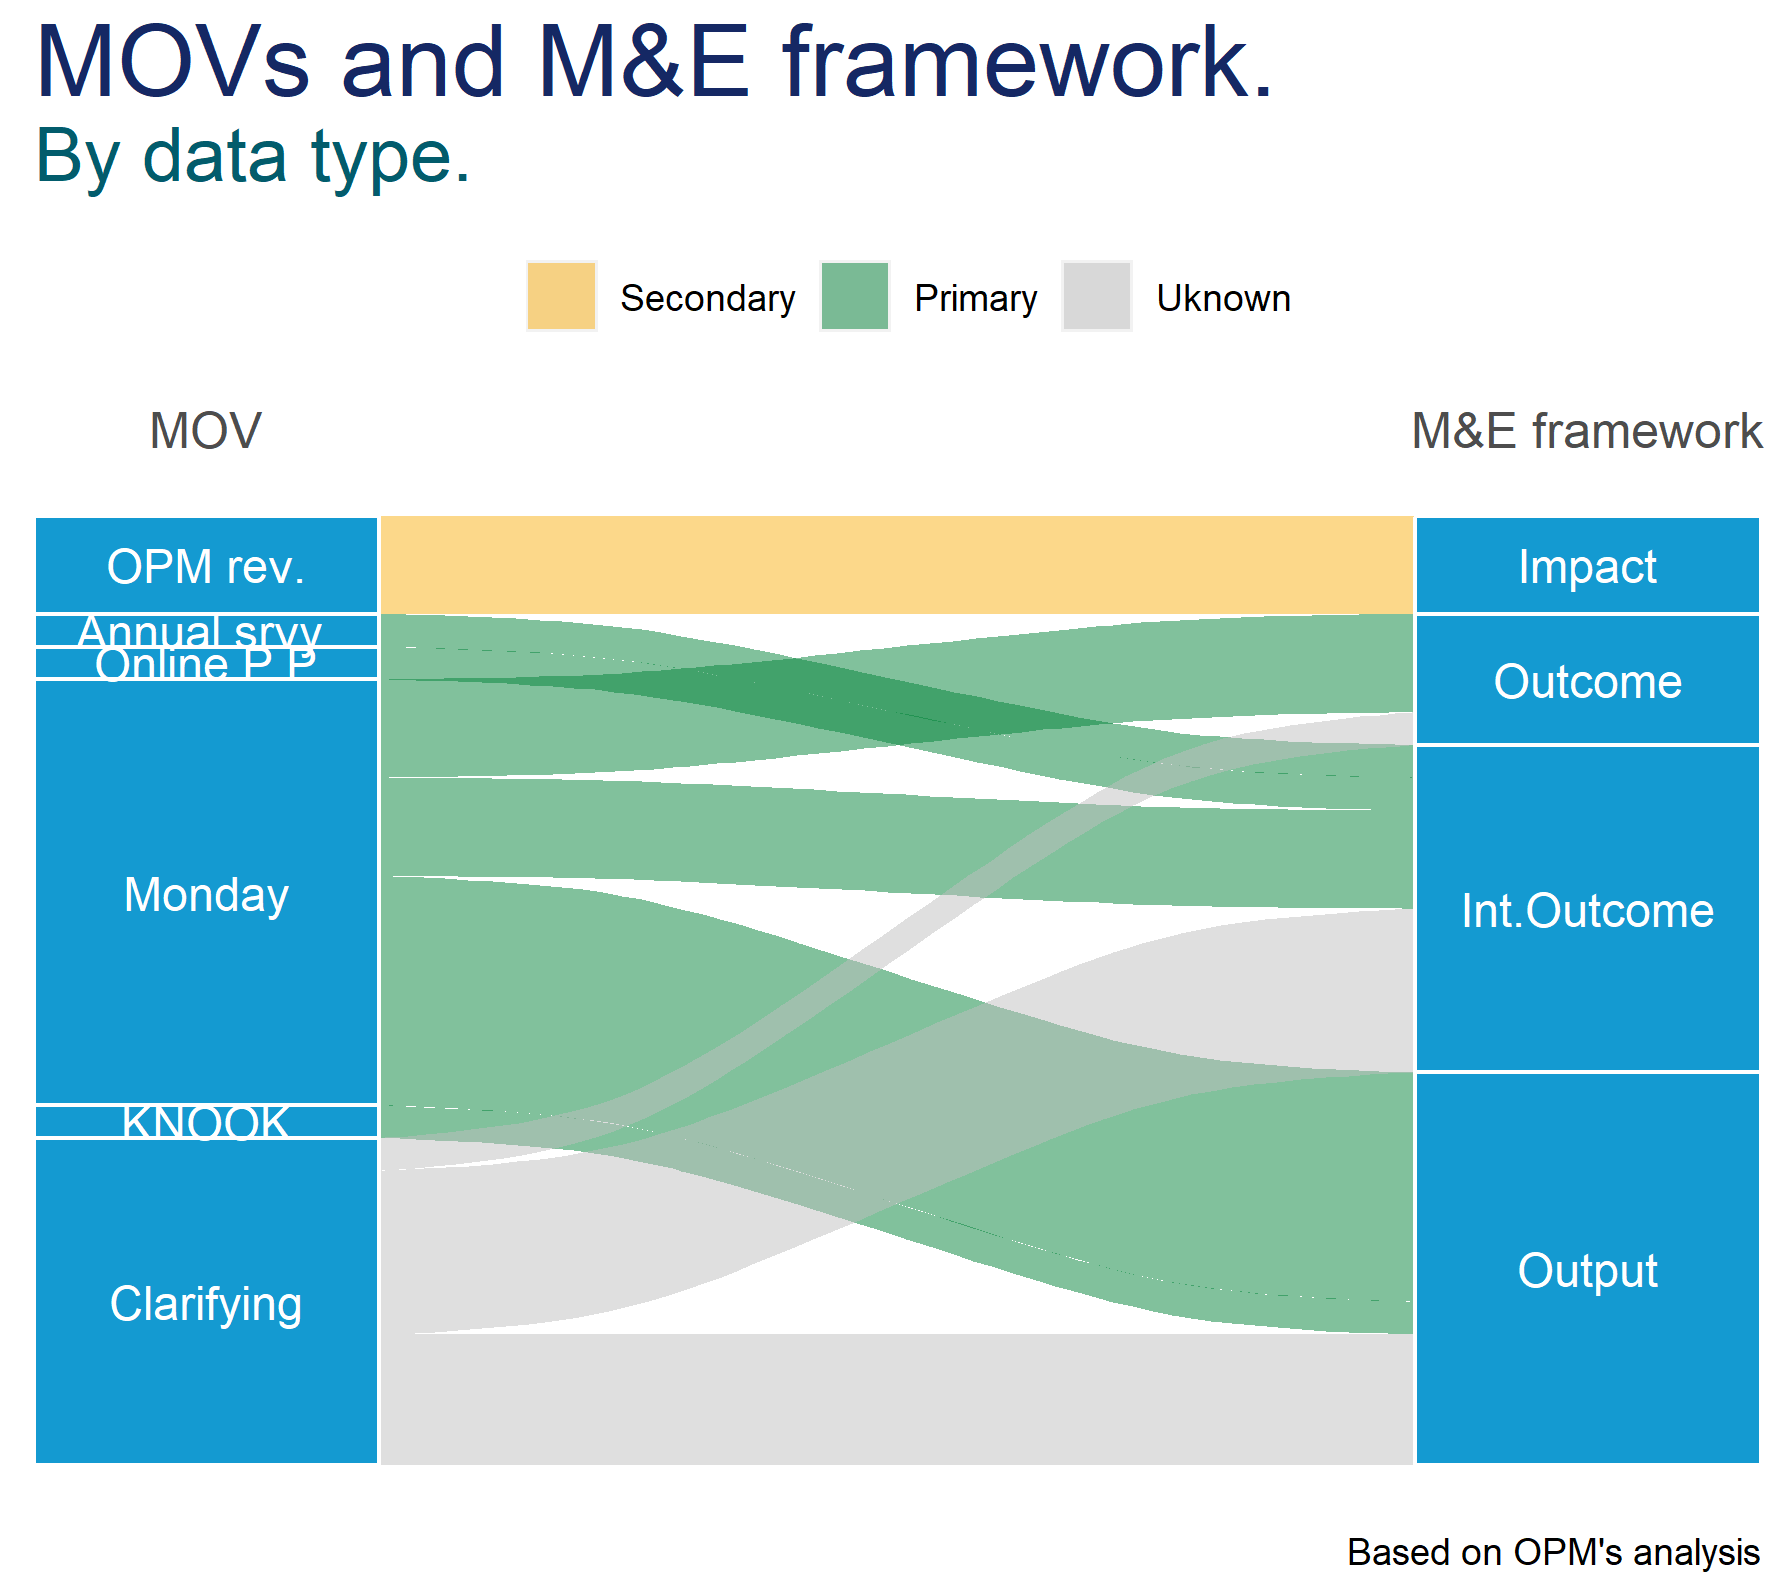 MOVs and M&E framework.
By data type.
Secondary
Primary
Uknown
MOV
M&E framework
OPM rev.
Annual srvy
Online P P
Monday
KNOOK
Clarifying
Impact
Outcome
Int.Outcome
Output
Based on OPM's analysis